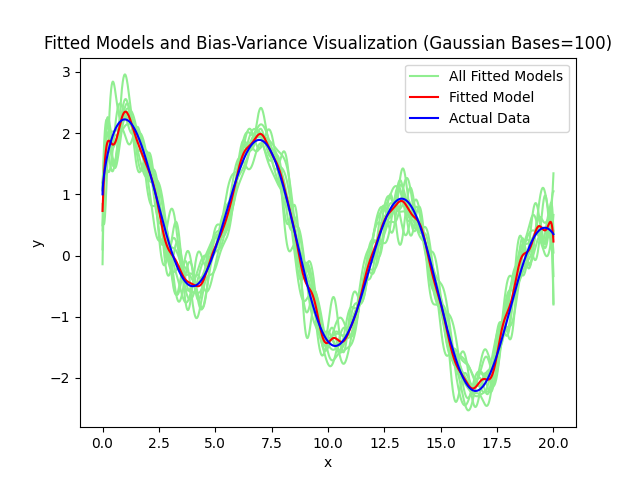 Fitted Models and Bias-Variance Visualization (Gaussian Bases=100)
All Fitted Models
Fitted Model
Actual Data
y
3
2
1
0
−1
−2
0.0 2.5 5.0 7.5 10.0 12.5 15.0 17.5 20.0
x